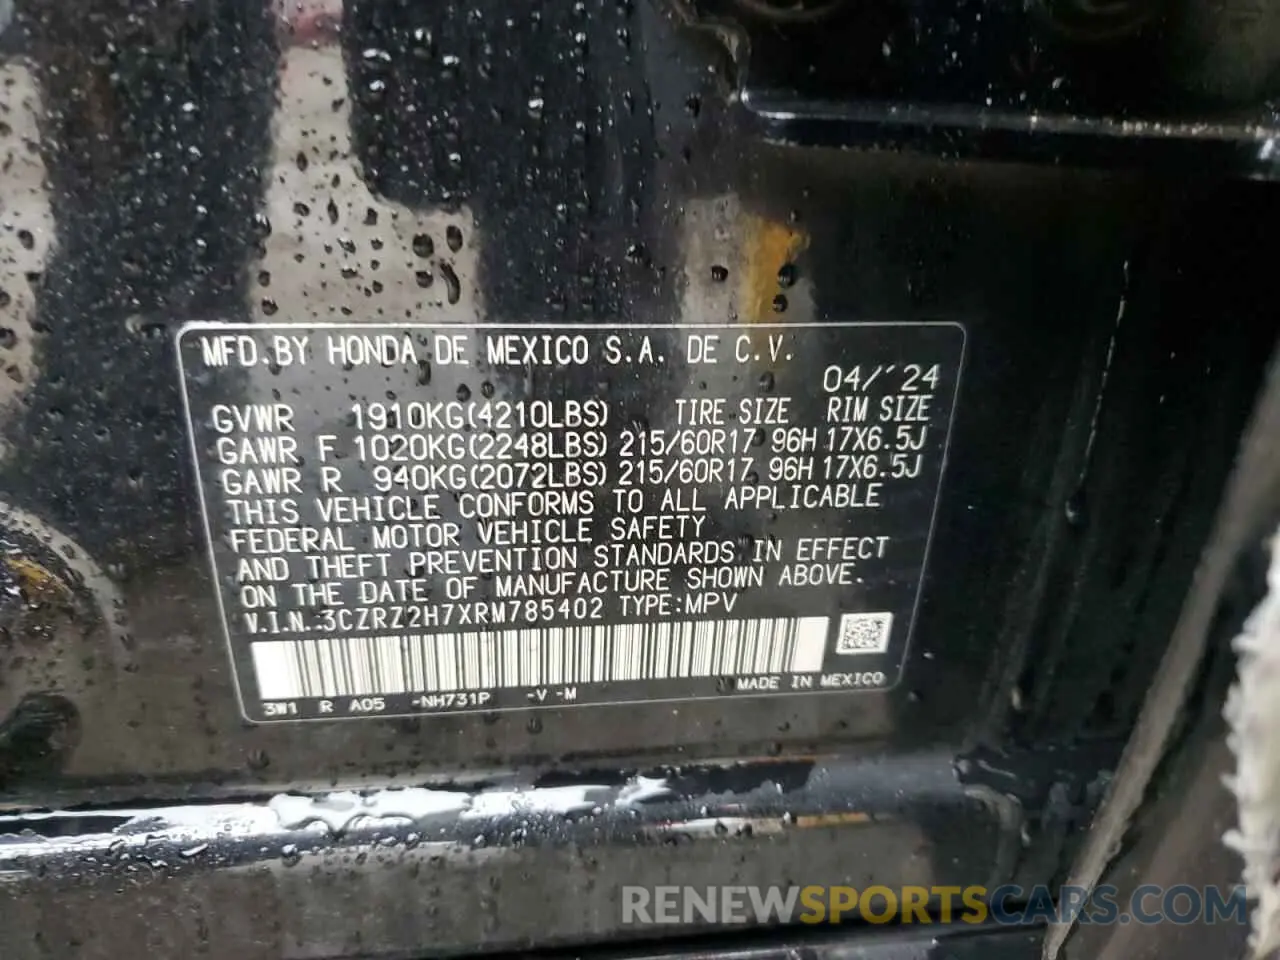 MFD.BY HONDA DE MEXICO S.A. DE C.V.
04/´24
GVWR 1910KG(4210LBS) TIRE SIZE RIM SIZE
GAWR F 1020KG(2248LBS) 215/60R17 96H 17X6.5J
GAWR R 940KG(2072LBS) 215/60R17 96H 17X6.5J
THIS VEHICLE CONFORMS TO ALL APPLICABLE
FEDERAL MOTOR VEHICLE SAFETY
AND THEFT PREVENTION STANDARDS IN EFFECT
ON THE DATE OF MANUFACTURE SHOWN ABOVE.
V.I.N.:3CZRZ2H7XRM785402 TYPE:MPV
MADE IN MEXICO
3W1 R A05 -NH731P -V -M
RENEWSPORTSCARS.COM